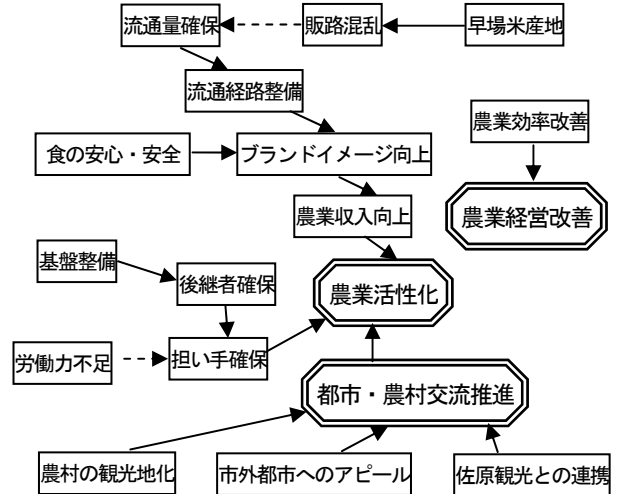 流通量確保
販路混乱
早場米産地
流通経路整備
農業効率改善
食の安心・安全
ブランドイメージ向上
農業経営改善
農業収入向上
基盤整備
後継者確保
農業活性化
労働力不足
担い手確保
都市・農村交流推進
農村の観光地化
市外都市へのアピール
佐原観光との連携